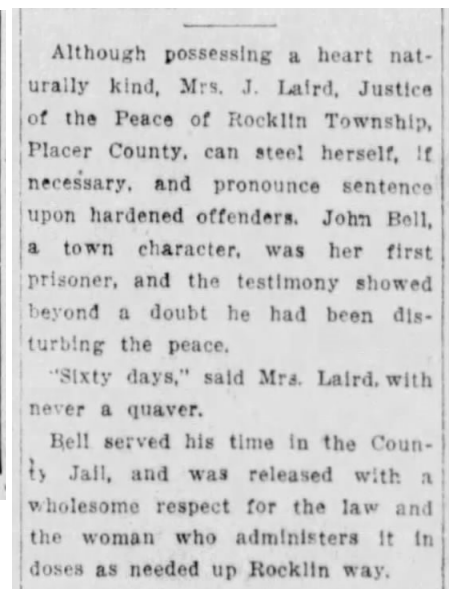 Although possessing a heart nat-
urally kind, Mrs. J. Laird, Justice
of the Peace of Rocklin Township,
Placer County, can steel herself, if
necessary, and pronounce sentence
upon hardened offenders. John Bell,
a town character, was her first
prisoner, and the testimony showed
beyond a doubt he had been dis-
turbing the peace.
"Sixty days," said Mrs. Laird, with
never a quaver.
Bell served his time in the Coun-
ty Jail, and was released with a
wholesome respect for the law and
the woman who administers it in
doses as needed up Rocklin way.